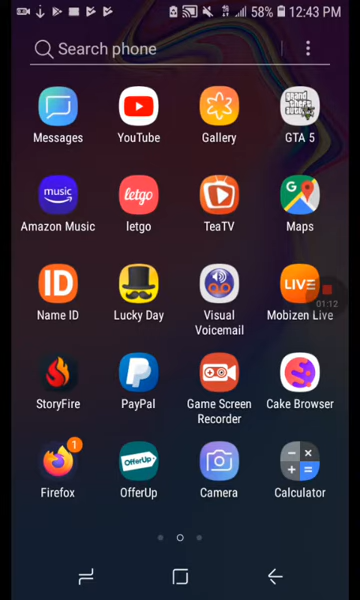 58% 12:43 PM
Search phone
Messages YouTube Gallery GTA 5
music letgo
Amazon Music letgo TeaTV Maps
ID LIVE
01:12
Name ID Lucky Day Visual Voicemail Mobizen Live
StoryFire PayPal Game Screen Recorder Cake Browser
1 OfferUp
Firefox OfferUp Camera Calculator